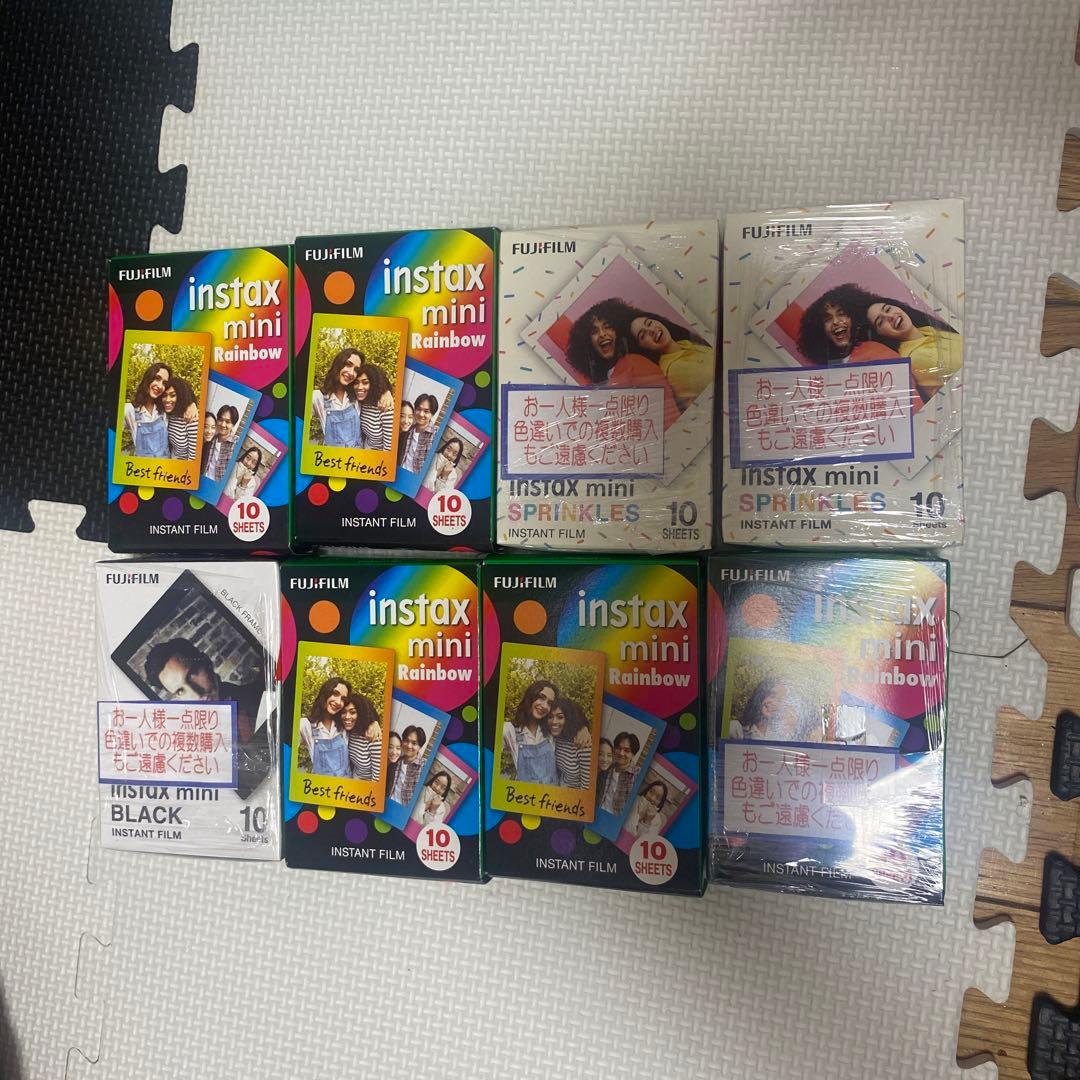 FUJIFILM
instax
mini
Rainbow
Best friends
INSTANT FILM
10
SHEETS
FUJIFILM
instax
mini
Rainbow
Best friends
INSTANT FILM
10
SHEETS
FUJIFILM
お一人様一点限り
色違いでの複数購入
もご遠慮ください
instax mini
SPRINKLES
INSTANT FILM
10
SHEETS
FUJIFILM
お一人様一点限り
色違いでの複数購入
もご遠慮ください
instax mini
SPRINKLES
INSTANT FILM
10
Sheets
FUJIFILM
BLACK FRAME
お一人様一点限り
色違いでの複数購入
もご遠慮ください
instax mini
BLACK
INSTANT FILM
10
Sheets
FUJIFILM
instax
mini
Rainbow
Best friends
INSTANT FILM
10
SHEETS
FUJIFILM
instax
mini
Rainbow
Best friends
INSTANT FILM
10
SHEETS
FUJIFILM
instax
mini
Rainbow
お一人様一点限り
色違いでの複
もご遠慮くだ
INSTANT FILM